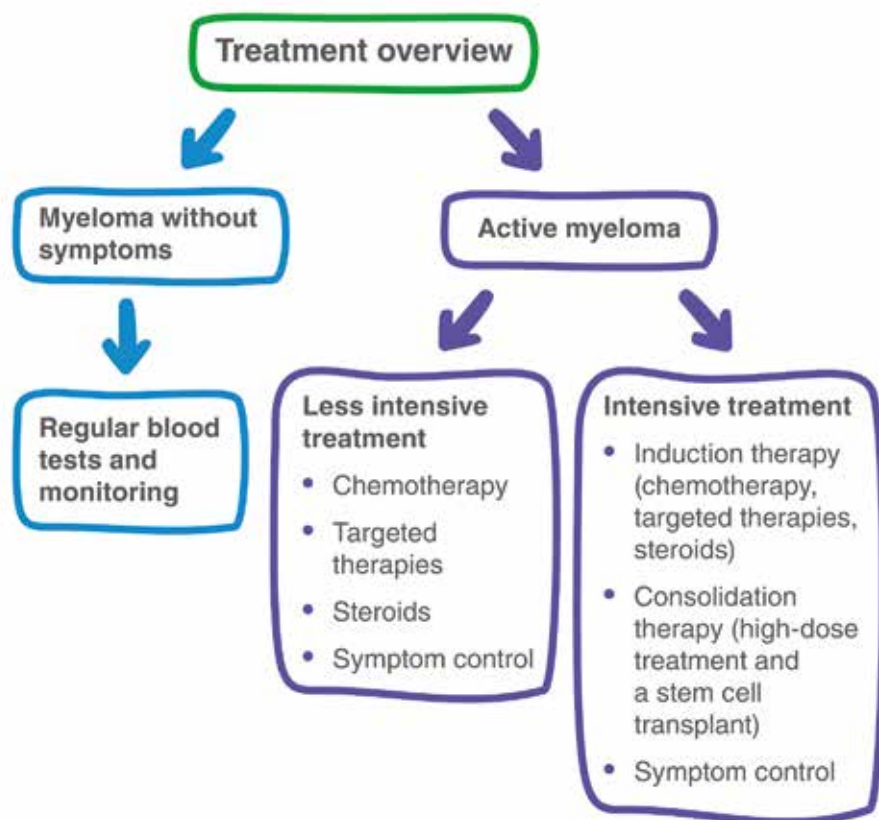 Treatment overview
Myeloma without
symptoms
Active myeloma
Regular blood
tests and
monitoring
Less intensive
treatment
• Chemotherapy
• Targeted
therapies
• Steroids
• Symptom control
Intensive treatment
• Induction therapy
(chemotherapy,
targeted therapies,
steroids)
• Consolidation
therapy (high-dose
treatment and
a stem cell
transplant)
• Symptom control